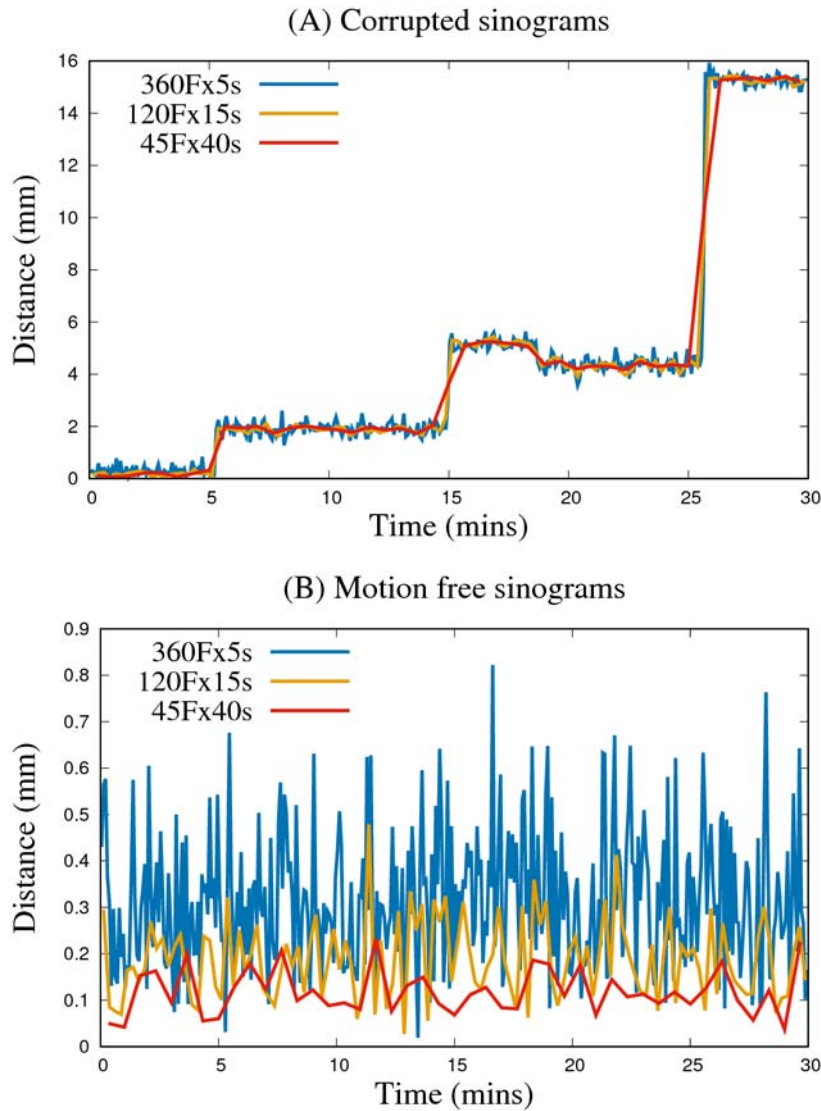 (A) Corrupted sinograms
360Fx5s
120Fx15s
45Fx40s
Distance (mm)
16
14
12
10
8
6
4
2
0
0 5 10 15 20 25 30
Time (mins)
(B) Motion free sinograms
360Fx5s
120Fx15s
45Fx40s
Distance (mm)
0.9
0.8
0.7
0.6
0.5
0.4
0.3
0.2
0.1
0
0 5 10 15 20 25 30
Time (mins)